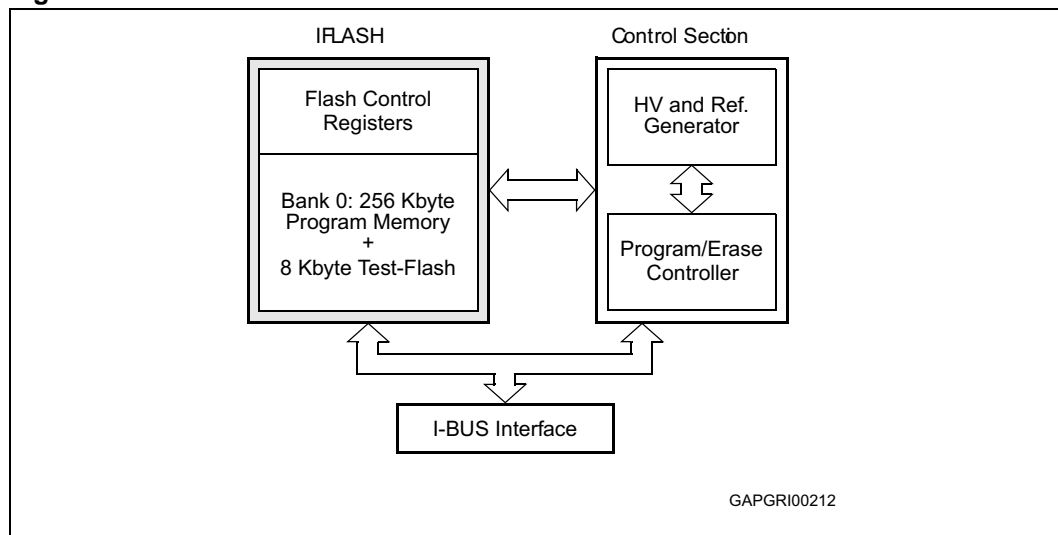 IFLASH
Control Section
Flash Control
Registers
Bank 0: 256 Kbyte
Program Memory
+
8 Kbyte Test-Flash
HV and Ref.
Generator
Program/Erase
Controller
I-BUS Interface
GAPGRI00212